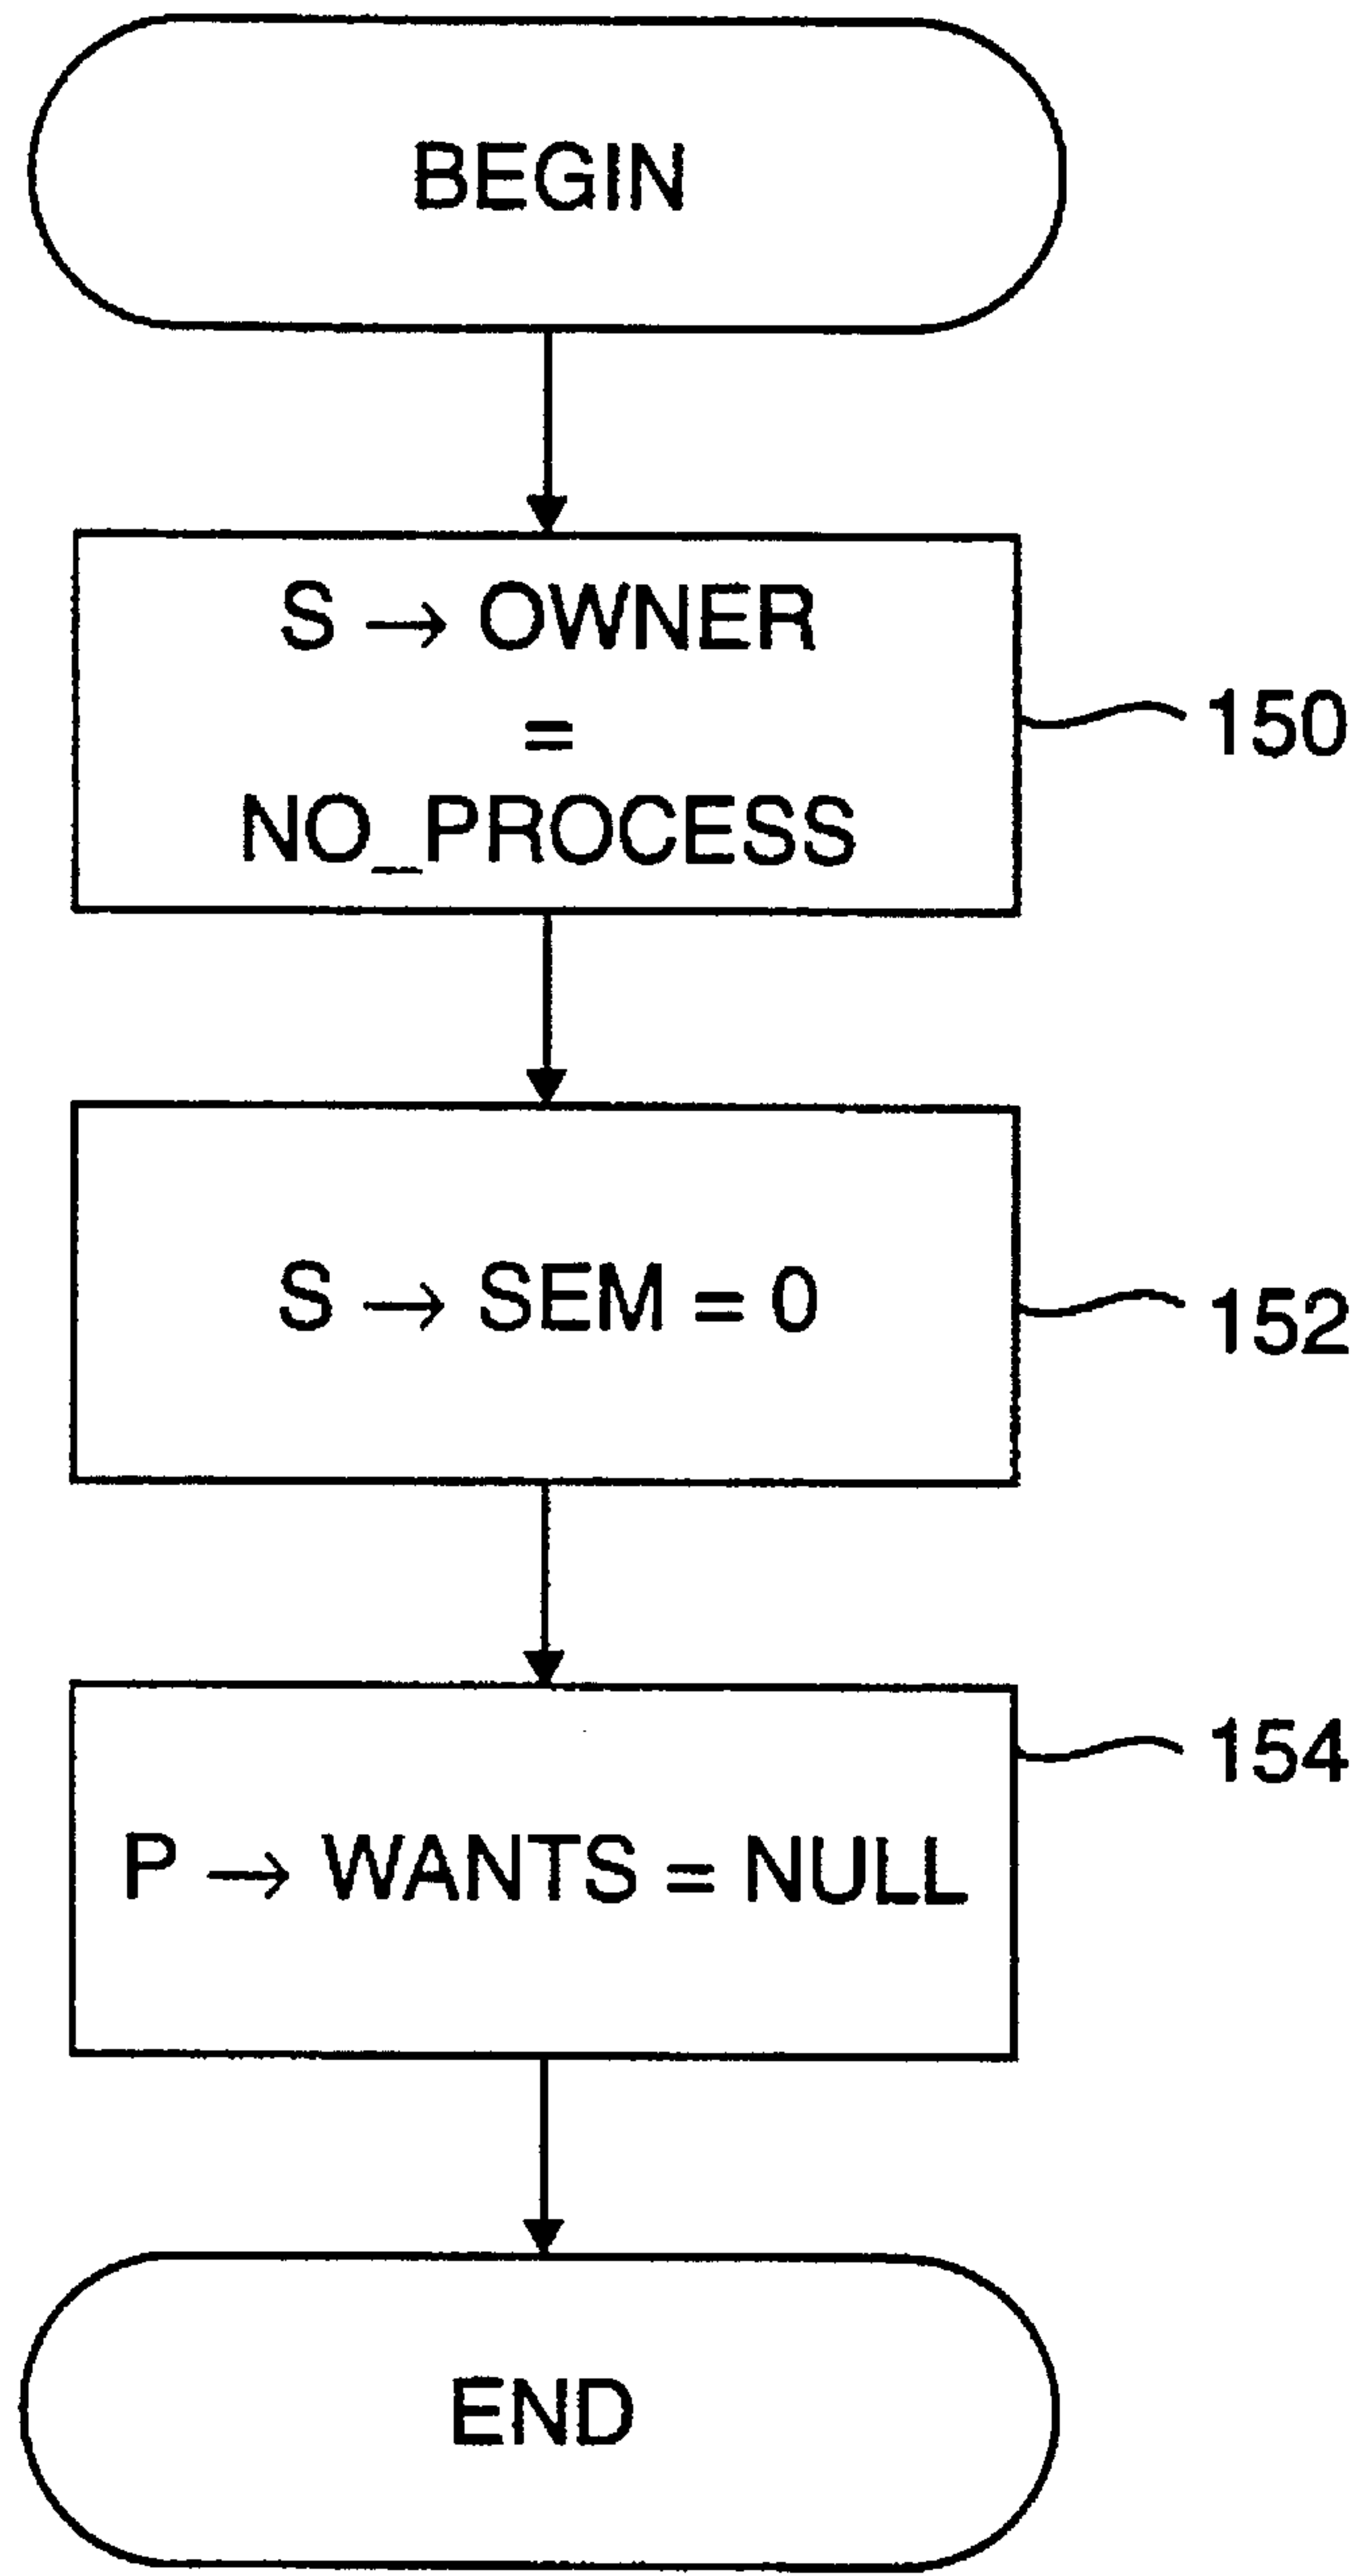 BEGIN
S → OWNER
=
NO_PROCESS
150
S → SEM = 0
152
154
P → WANTS = NULL
END